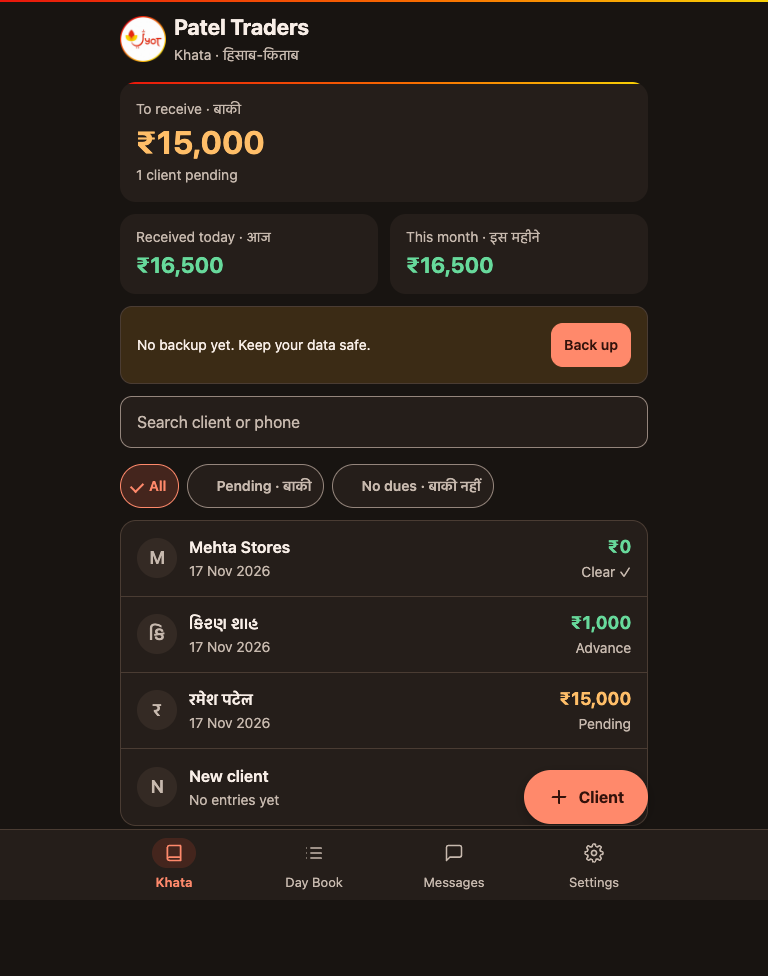 Jyot
Patel Traders
Khata · हिसाब-किताब
To receive · बाकी
₹15,000
1 client pending
Received today · आज
₹16,500
This month · इस महीने
₹16,500
No backup yet. Keep your data safe.
Back up
Search client or phone
All
Pending · बाकी
No dues · बाकी नहीं
M
Mehta Stores
17 Nov 2026
₹0
Clear ✓
કિ
કિરણ શાહ
17 Nov 2026
₹1,000
Advance
र
रमेश पटेल
17 Nov 2026
₹15,000
Pending
N
New client
No entries yet
+ Client
Khata
Day Book
Messages
Settings